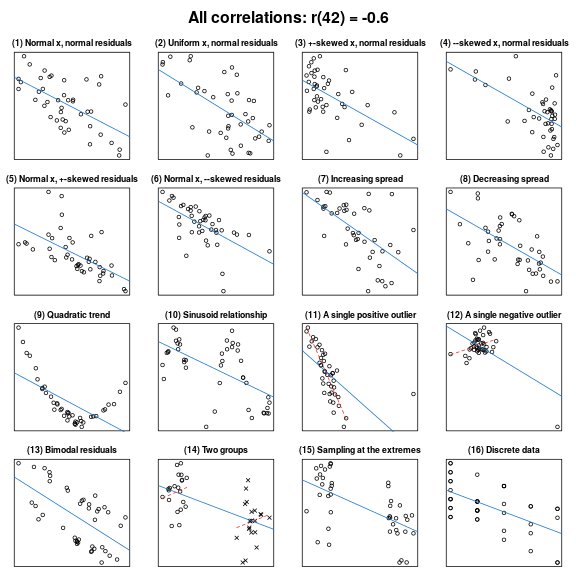 All correlations: r(42) = -0.6
(1) Normal x, normal residuals
(2) Uniform x, normal residuals
(3) +-skewed x, normal residuals
(4) --skewed x, normal residuals
(5) Normal x, +-skewed residuals
(6) Normal x, --skewed residuals
(7) Increasing spread
(8) Decreasing spread
(9) Quadratic trend
(10) Sinusoid relationship
(11) A single positive outlier
(12) A single negative outlier
(13) Bimodal residuals
(14) Two groups
(15) Sampling at the extremes
(16) Discrete data